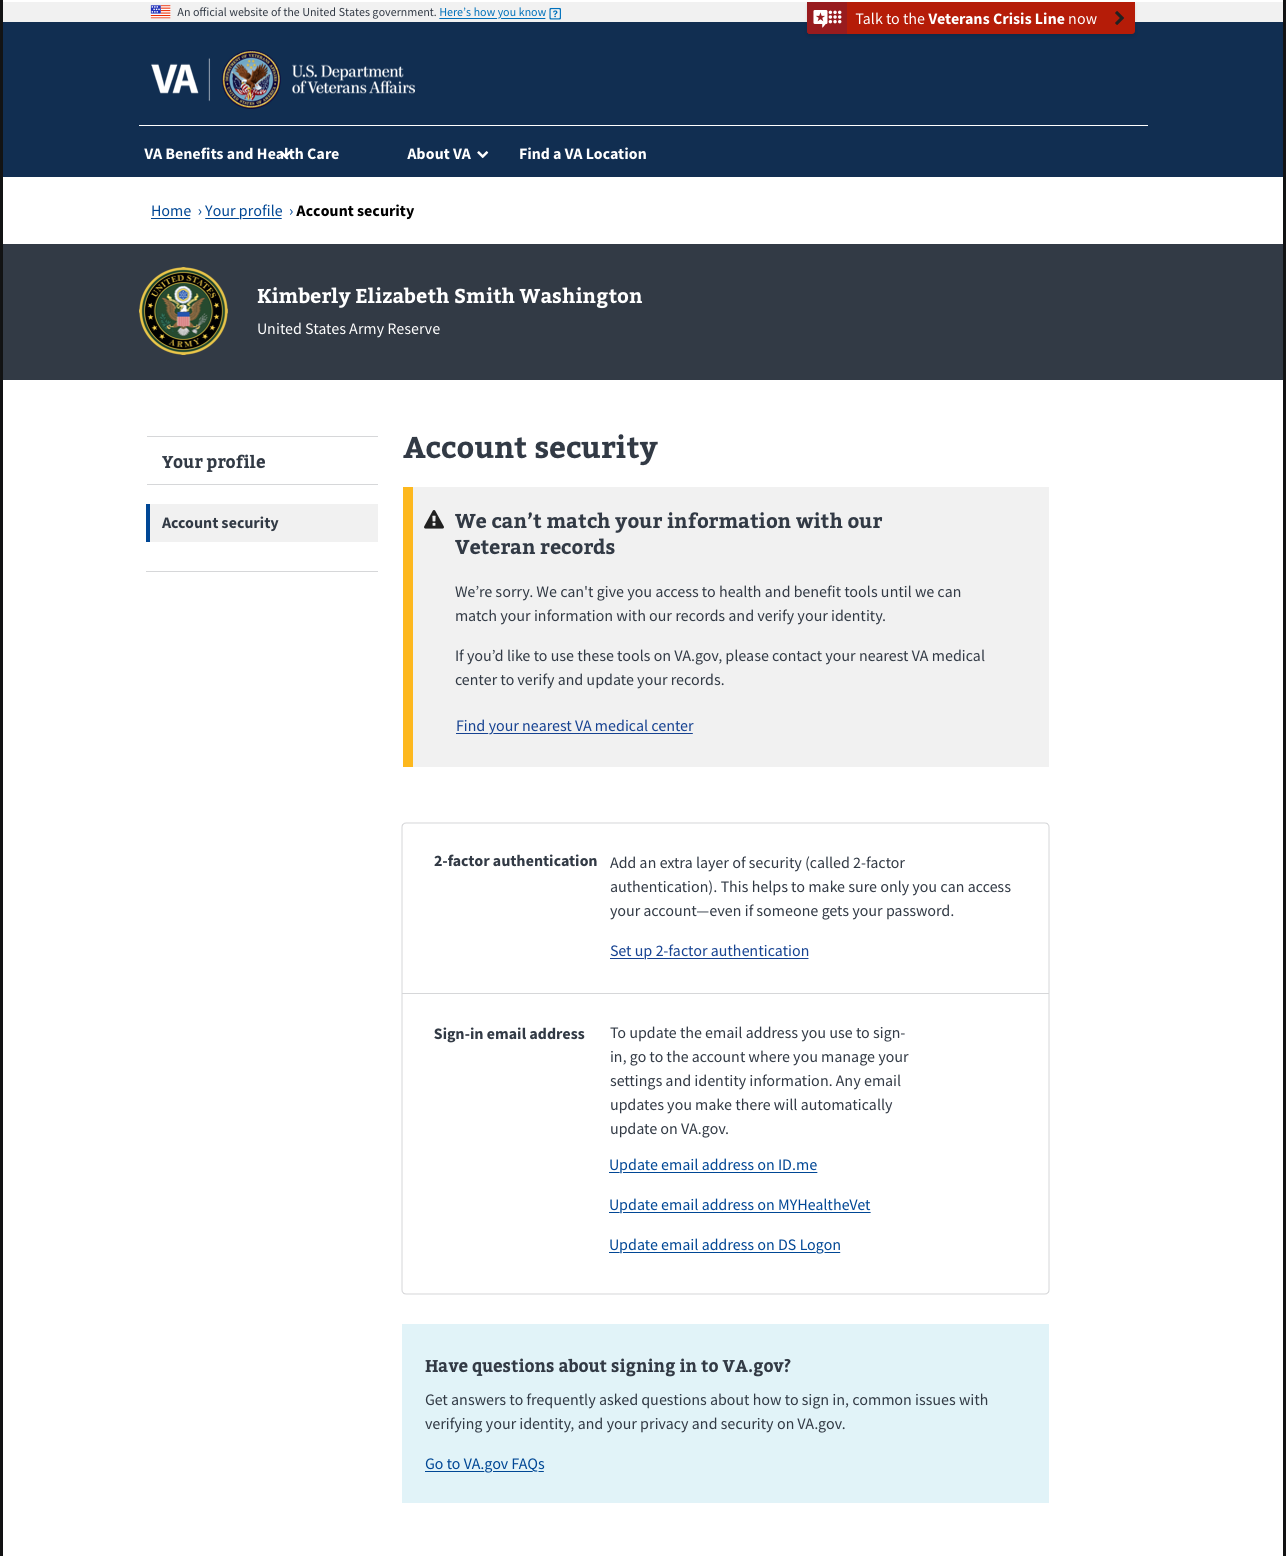 An official website of the United States government. Here's how you know
Talk to the Veterans Crisis Line now
VA
U.S. Department
of Veterans Affairs
VA Benefits and Health Care
About VA
Find a VA Location
Home › Your profile › Account security
UNITED STATES
ARMY
Kimberly Elizabeth Smith Washington
United States Army Reserve
Your profile
Account security
Account security
We can’t match your information with our
Veteran records
We’re sorry. We can't give you access to health and benefit tools until we can
match your information with our records and verify your identity.
If you’d like to use these tools on VA.gov, please contact your nearest VA medical
center to verify and update your records.
Find your nearest VA medical center
2-factor authentication
Add an extra layer of security (called 2-factor
authentication). This helps to make sure only you can access
your account—even if someone gets your password.
Set up 2-factor authentication
Sign-in email address
To update the email address you use to sign-
in, go to the account where you manage your
settings and identity information. Any email
updates you make there will automatically
update on VA.gov.
Update email address on ID.me
Update email address on MYHealtheVet
Update email address on DS Logon
Have questions about signing in to VA.gov?
Get answers to frequently asked questions about how to sign in, common issues with
verifying your identity, and your privacy and security on VA.gov.
Go to VA.gov FAQs